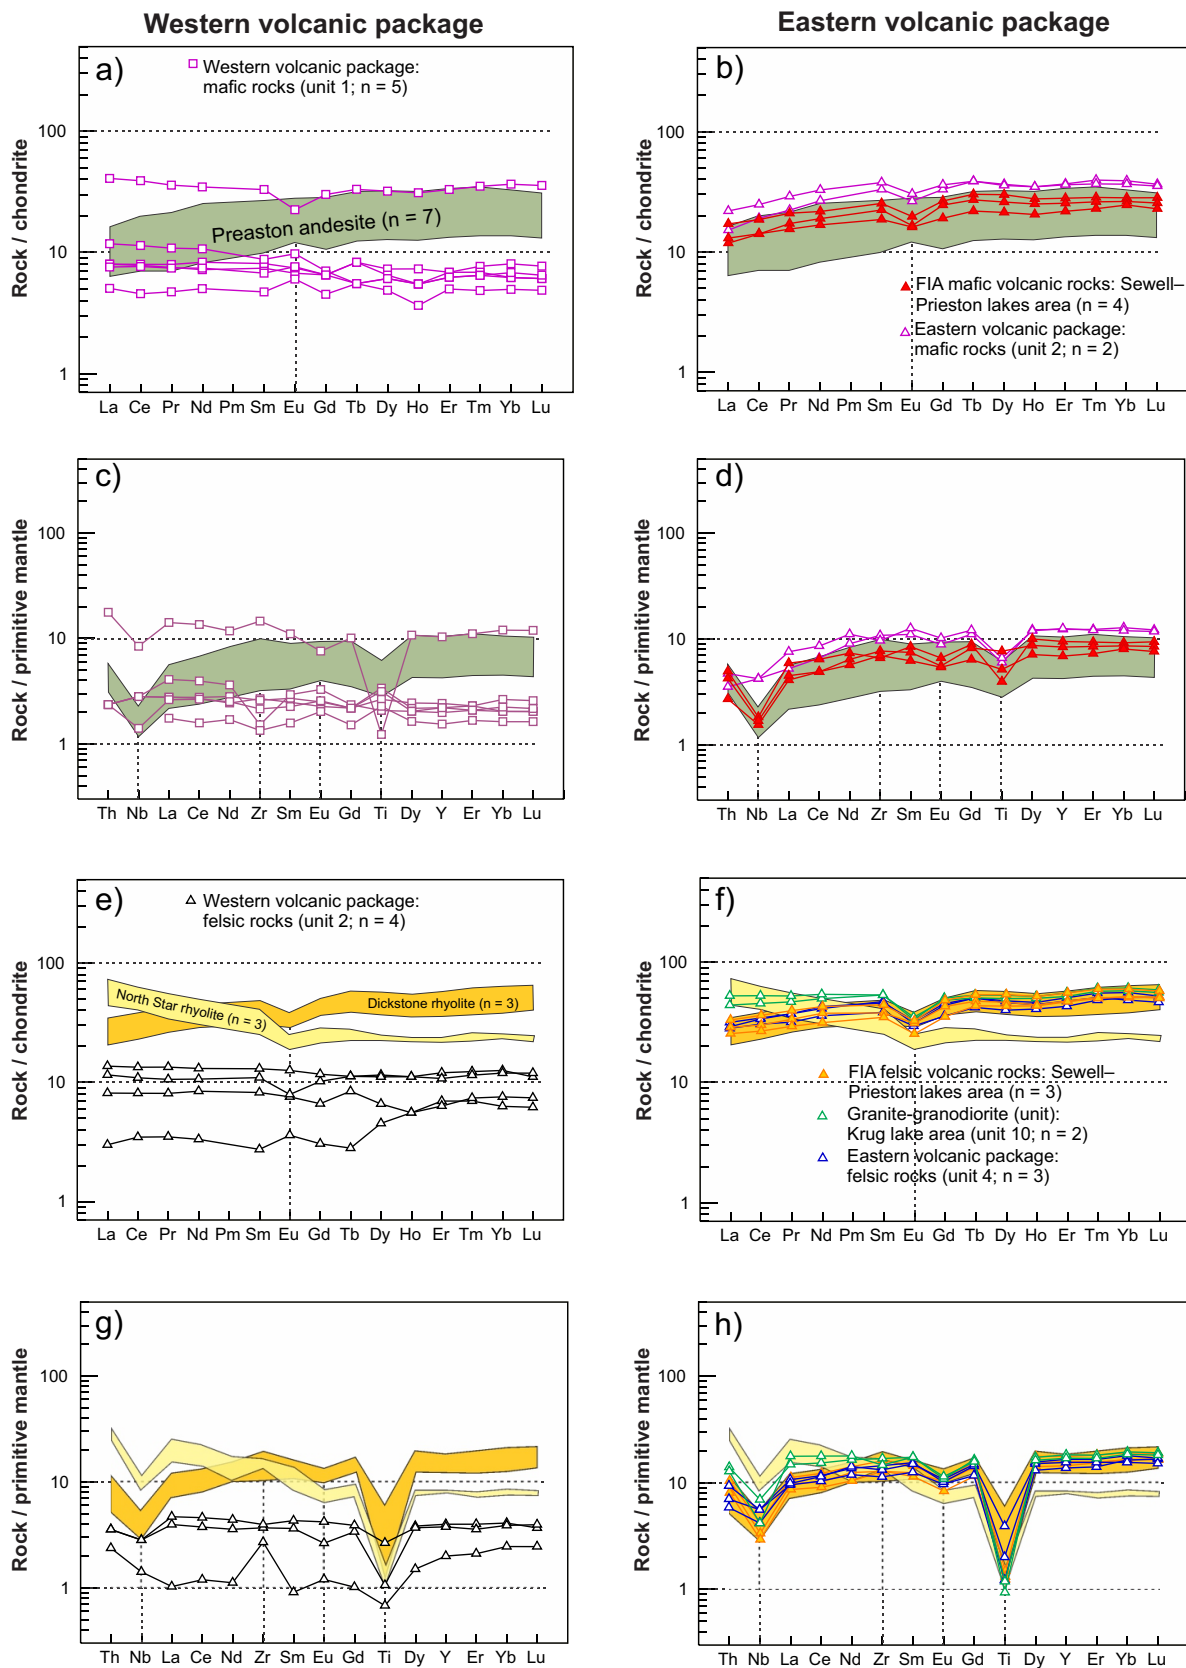 Western volcanic package
Eastern volcanic package
a)
Western volcanic package:
mafic rocks (unit 1; n = 5)
Preaston andesite (n = 7)
Rock / chondrite
100
10
1
La Ce Pr Nd Pm Sm Eu Gd Tb Dy Ho Er Tm Yb Lu
b)
FIA mafic volcanic rocks: Sewell–
Prieston lakes area (n = 4)
Eastern volcanic package:
mafic rocks (unit 2; n = 2)
Rock / chondrite
100
10
1
La Ce Pr Nd Pm Sm Eu Gd Tb Dy Ho Er Tm Yb Lu
c)
Rock / primitive mantle
100
10
1
Th Nb La Ce Nd Zr Sm Eu Gd Ti Dy Y Er Yb Lu
d)
Rock / primitive mantle
100
10
1
Th Nb La Ce Nd Zr Sm Eu Gd Ti Dy Y Er Yb Lu
e)
Western volcanic package:
felsic rocks (unit 2; n = 4)
North Star rhyolite (n = 3)
Dickstone rhyolite (n = 3)
Rock / chondrite
100
10
1
La Ce Pr Nd Pm Sm Eu Gd Tb Dy Ho Er Tm Yb Lu
f)
FIA felsic volcanic rocks: Sewell–
Prieston lakes area (n = 3)
Granite-granodiorite (unit):
Krug lake area (unit 10; n = 2)
Eastern volcanic package:
felsic rocks (unit 4; n = 3)
Rock / chondrite
100
10
1
La Ce Pr Nd Pm Sm Eu Gd Tb Dy Ho Er Tm Yb Lu
g)
Rock / primitive mantle
100
10
1
Th Nb La Ce Nd Zr Sm Eu Gd Ti Dy Y Er Yb Lu
h)
Rock / primitive mantle
100
10
1
Th Nb La Ce Nd Zr Sm Eu Gd Ti Dy Y Er Yb Lu